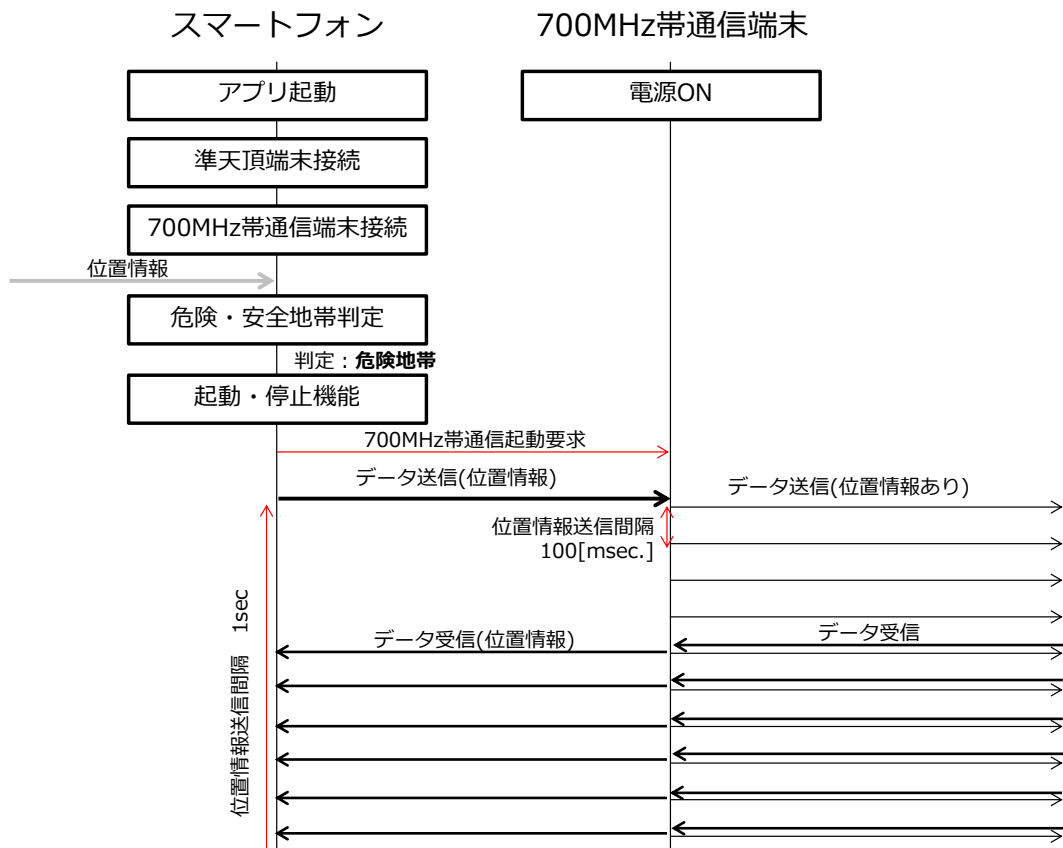 スマートフォン
700MHz帯通信端末
アプリ起動
電源ON
準天頂端末接続
700MHz帯通信端末接続
位置情報
危険・安全地帯判定
判定：危険地帯
起動・停止機能
700MHz帯通信起動要求
データ送信(位置情報)
データ送信(位置情報あり)
位置情報送信間隔
100[msec.]
位置情報送信間隔 1sec
データ受信(位置情報)
データ受信